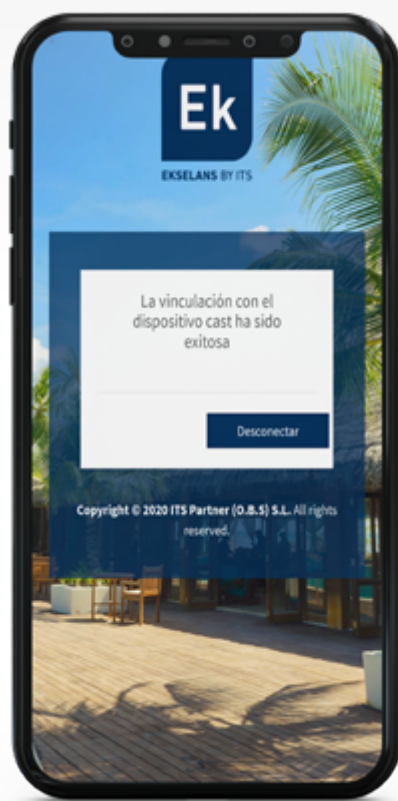 Ek
EKSELANS BY ITS
La vinculación con el
dispositivo cast ha sido
exitosa
Desconectar
Copyright © 2020 ITS Partner (O.B.S) S.L. All rights
reserved.